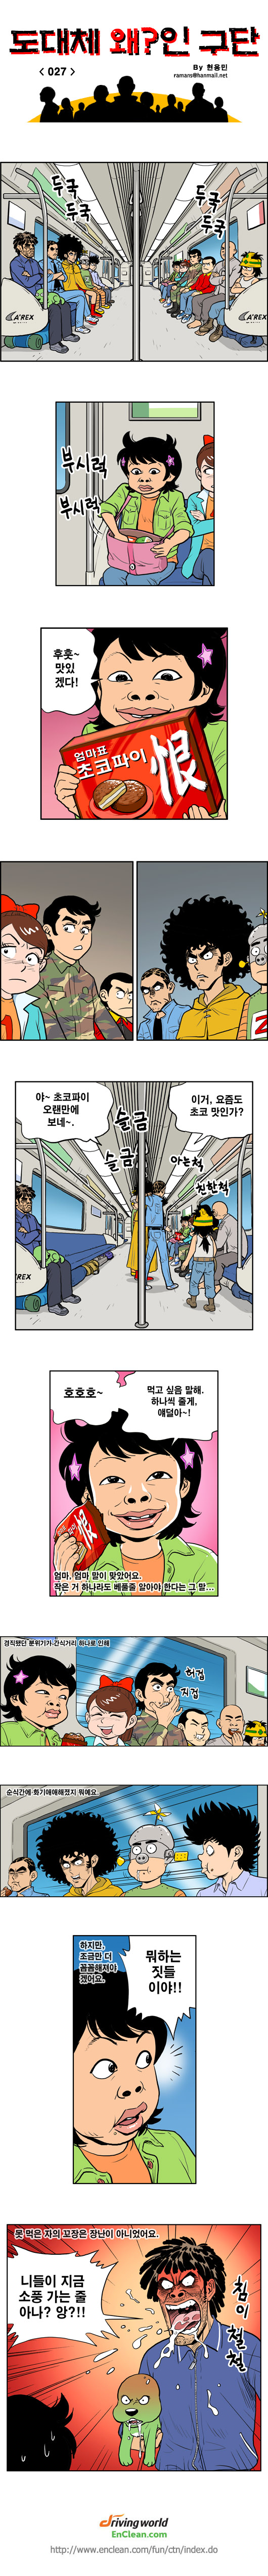 도대체 왜?인 구단
< 027 >
By 현용민
ramans@hanmail.net
두국
두국
두국
두국
A'REX
A'REX
부시럭
부시럭
후훗~
맛있
겠다!
엄마표
초코파이
恨
야~ 초코파이
오랜만에
보네~.
이거, 요즘도
초코 맛인가?
슬금
슬금
아는척
친한척
REX
호호호~
먹고 싶음 말해.
하나씩 줄게,
얘덜아~!
恨
엄마, 엄마 말이 맞았어요.
작은 거 하나라도 베풀줄 알아야 한다는 그 말...
경직됐던 분위기가 간식거리 하나로 인해
허겁
지겁
순식간에 화기애애해졌지 뭐예요.
하지만,
조금만 더
꼼꼼해져야
겠어요.
뭐하는
짓들
이야!!
못 먹은 자의 꼬장은 장난이 아니었어요.
니들이 지금
소풍 가는 줄
아나? 앙?!!
침이
철철
driving world
EnClean.com
http://www.enclean.com/fun/ctn/index.do